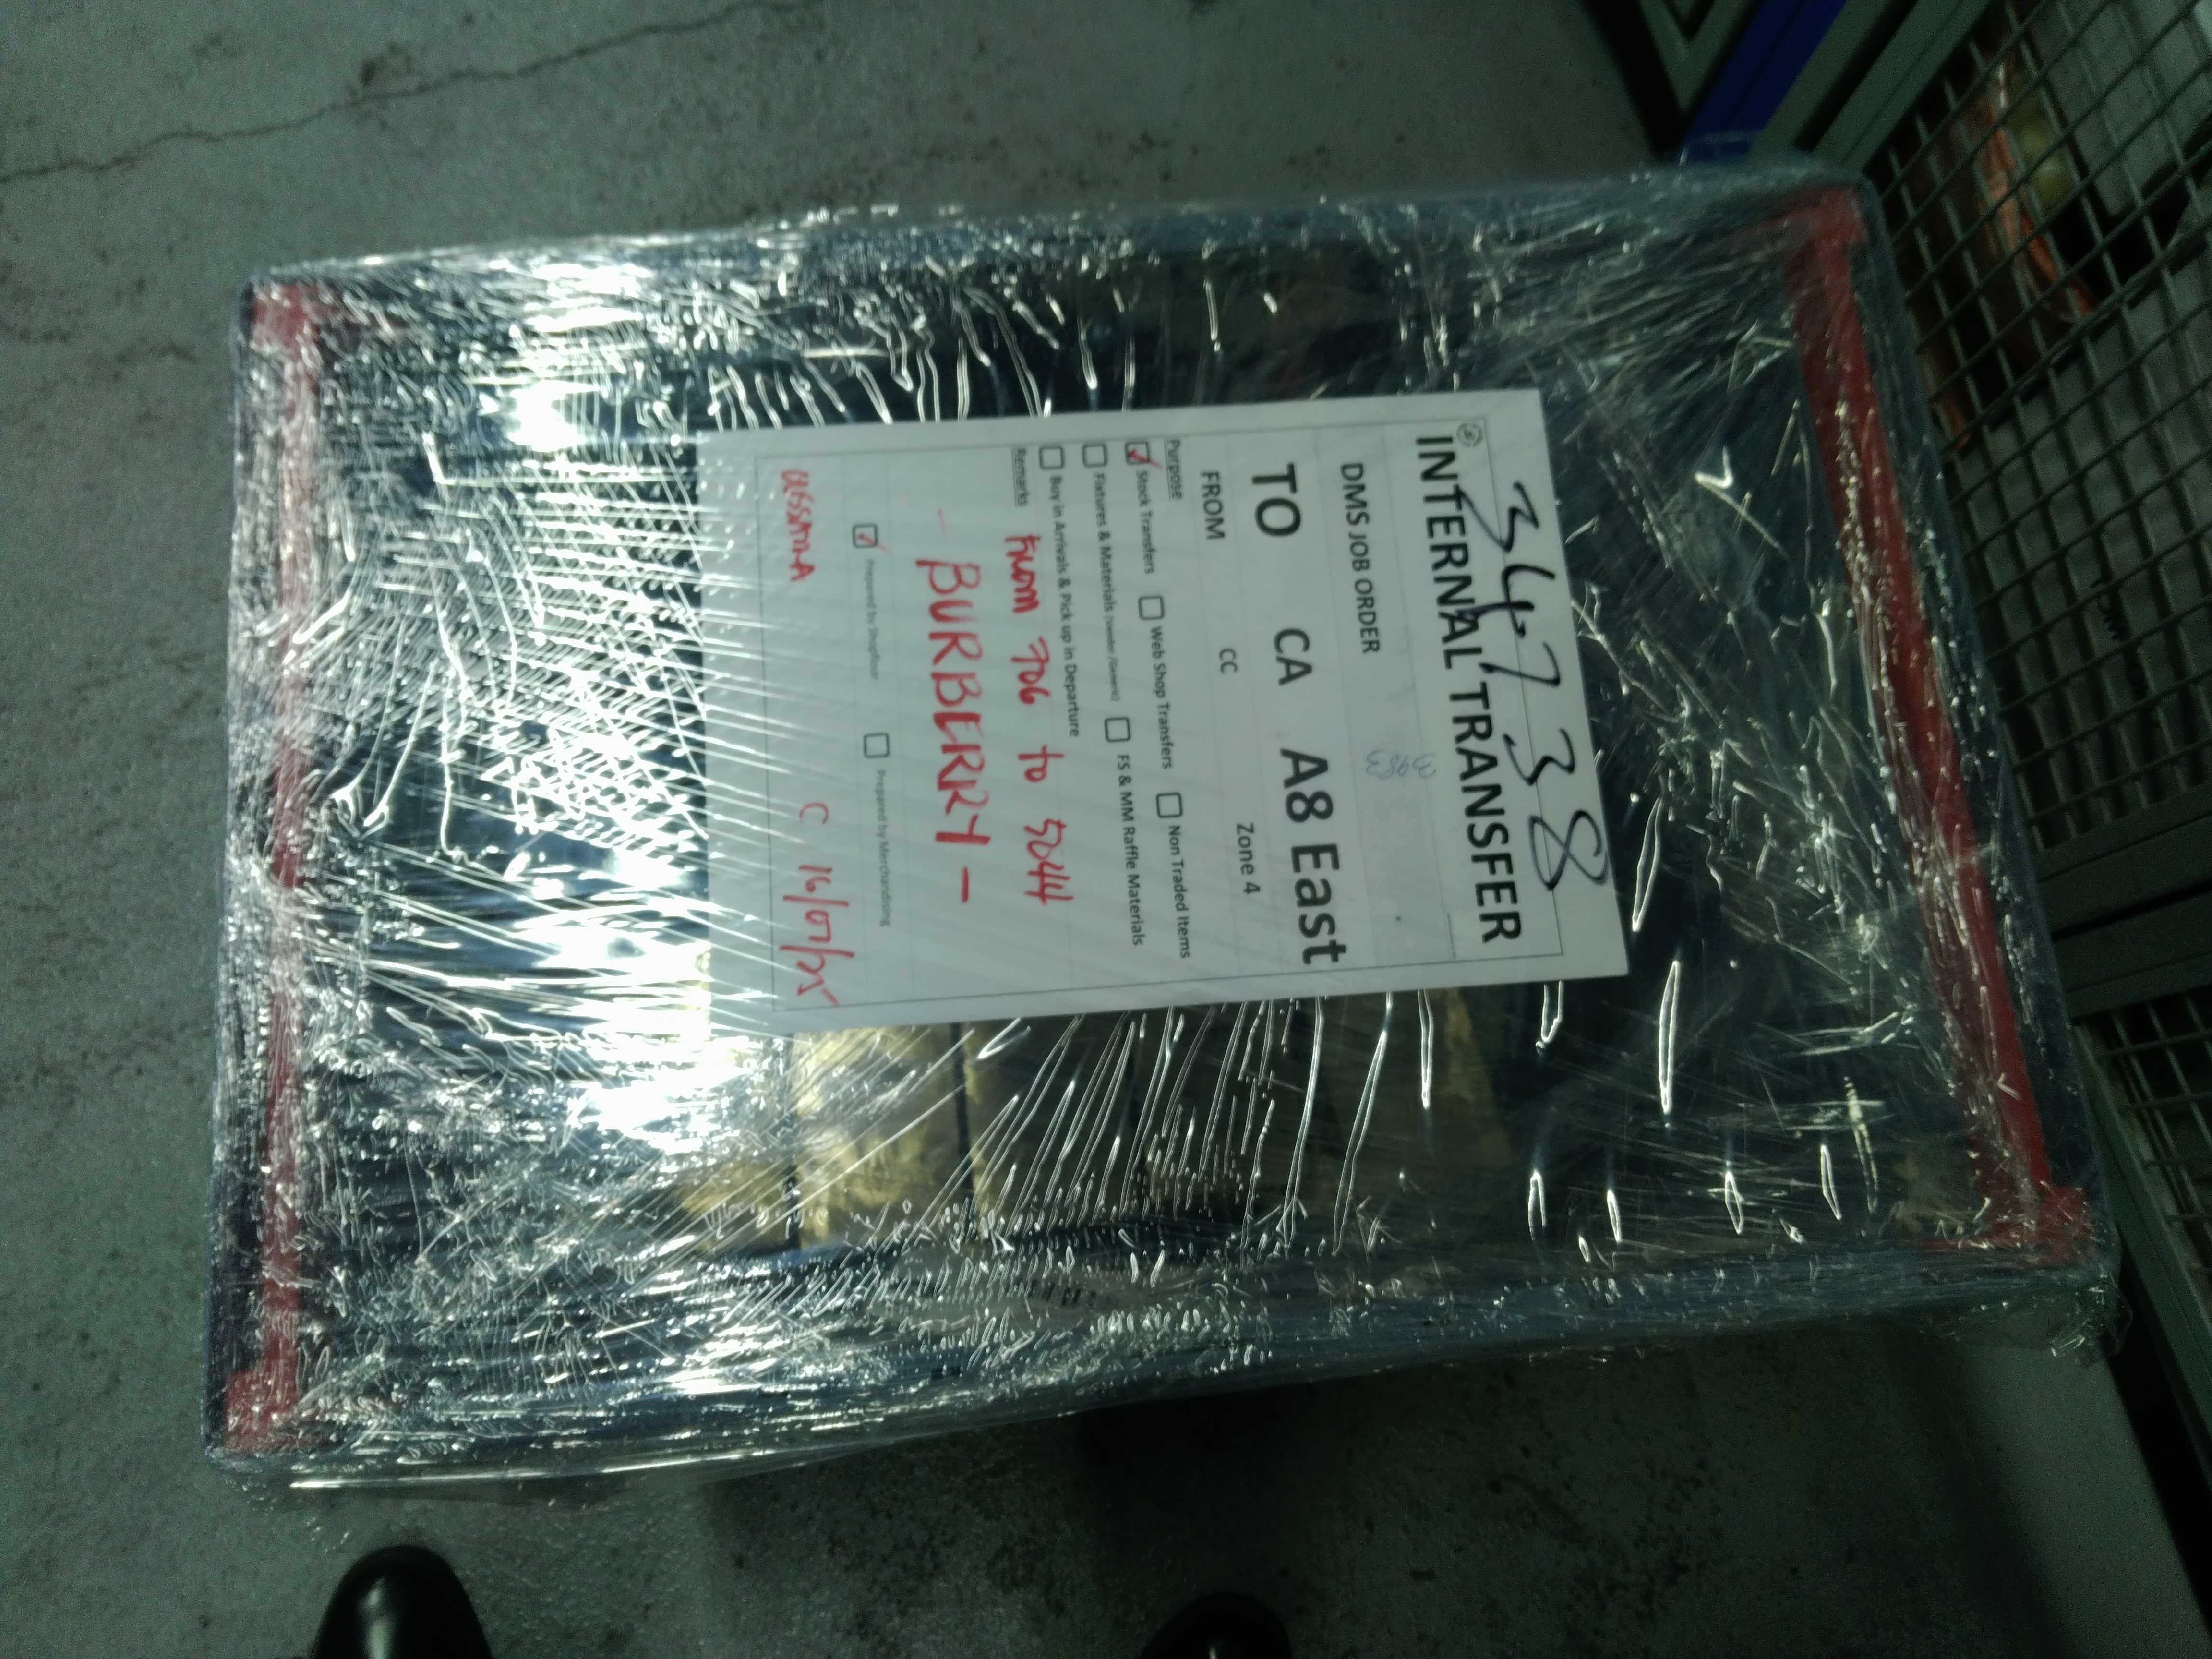 34738
INTERNAL TRANSFER
3983
DMS JOB ORDER
TO CA A8 East
FROM CC Zone 4
Purpose
Stock Transfers Web Shop Transfers Non Traded Items
Fixtures & Materials FS & MM Raffle Materials
Buy in Arrivals & Pick up in Departure
Remarks From 706 to 5044
- BURBERRY -
Prepared by Shopfloor Prepared by Merchandising
C 16/07/25